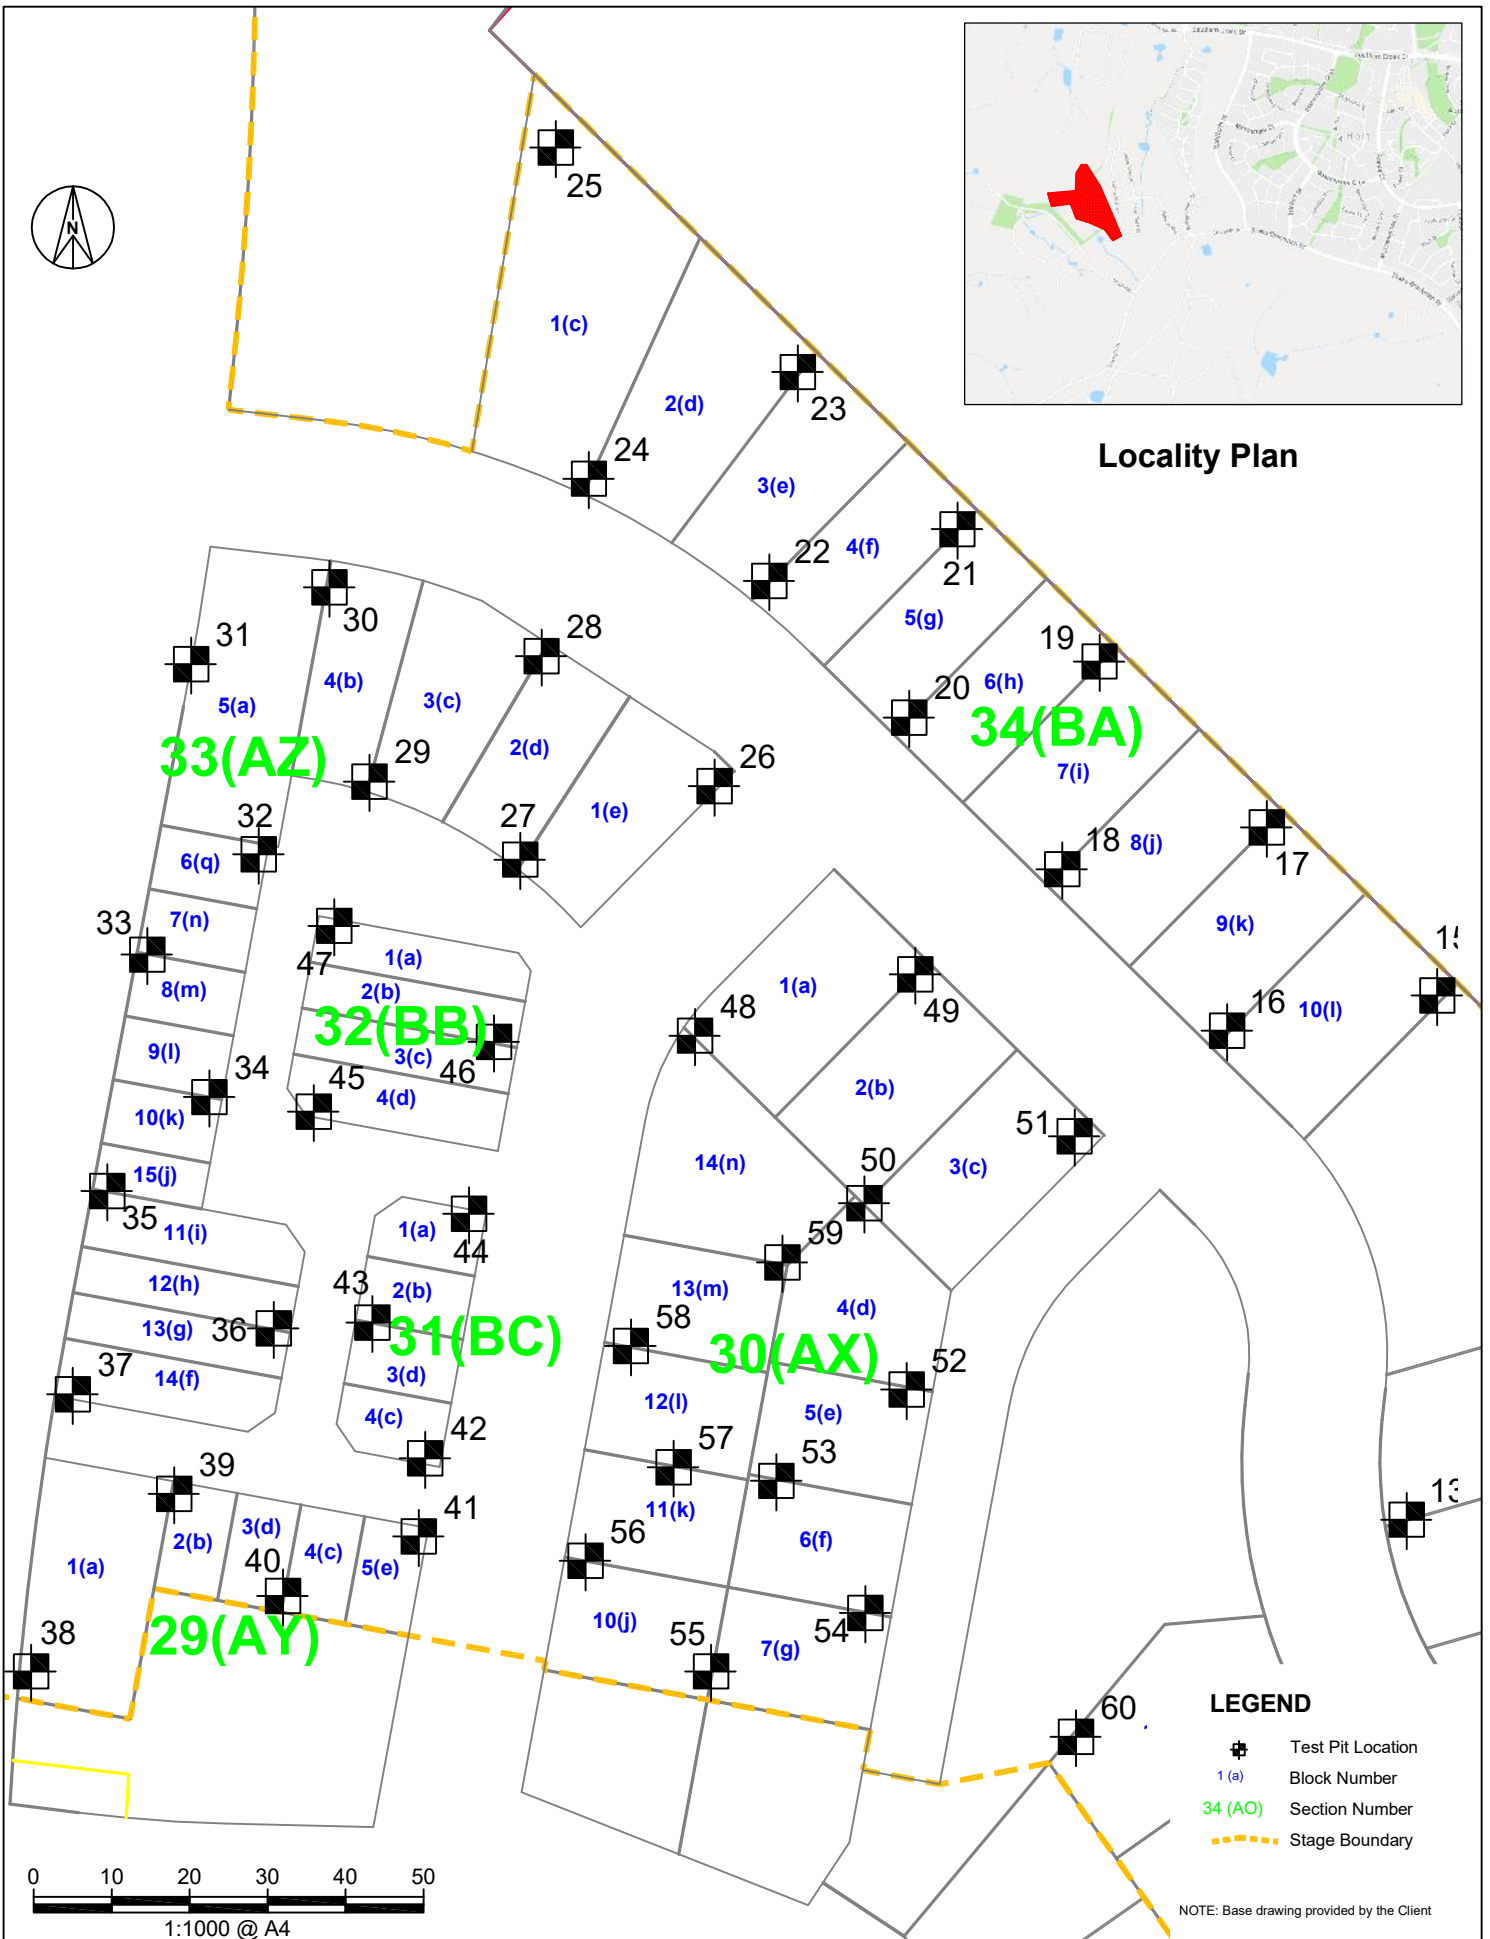 N
25
1(c)
2(d)
23
24
Locality Plan
3(e)
22
4(f)
21
30
31
28
5(g)
19
20
6(h)
34(BA)
4(b)
3(c)
5(a)
2(d)
33(AZ)
29
26
7(i)
1(e)
27
32
18
8(j)
17
6(q)
7(n)
33
9(k)
47
1(a)
8(m)
2(b)
32(BB)
3(c)
46
1(a)
48
49
16
10(l)
9(l)
34
45
4(d)
2(b)
10(k)
51
15(j)
14(n)
50
3(c)
35
11(i)
1(a)
44
59
12(h)
43
2(b)
13(m)
4(d)
13(g)
36
31(BC)
58
30(AX)
52
37
14(f)
3(d)
12(l)
5(e)
4(c)
42
57
53
39
11(k)
41
3(d)
2(b)
4(c)
5(e)
40
56
6(f)
1(a)
10(j)
54
38
29(AY)
55
7(g)
60
LEGEND
Test Pit Location
1 (a) Block Number
34 (AO) Section Number
Stage Boundary
0 10 20 30 40 50
1:1000 @ A4
NOTE: Base drawing provided by the Client